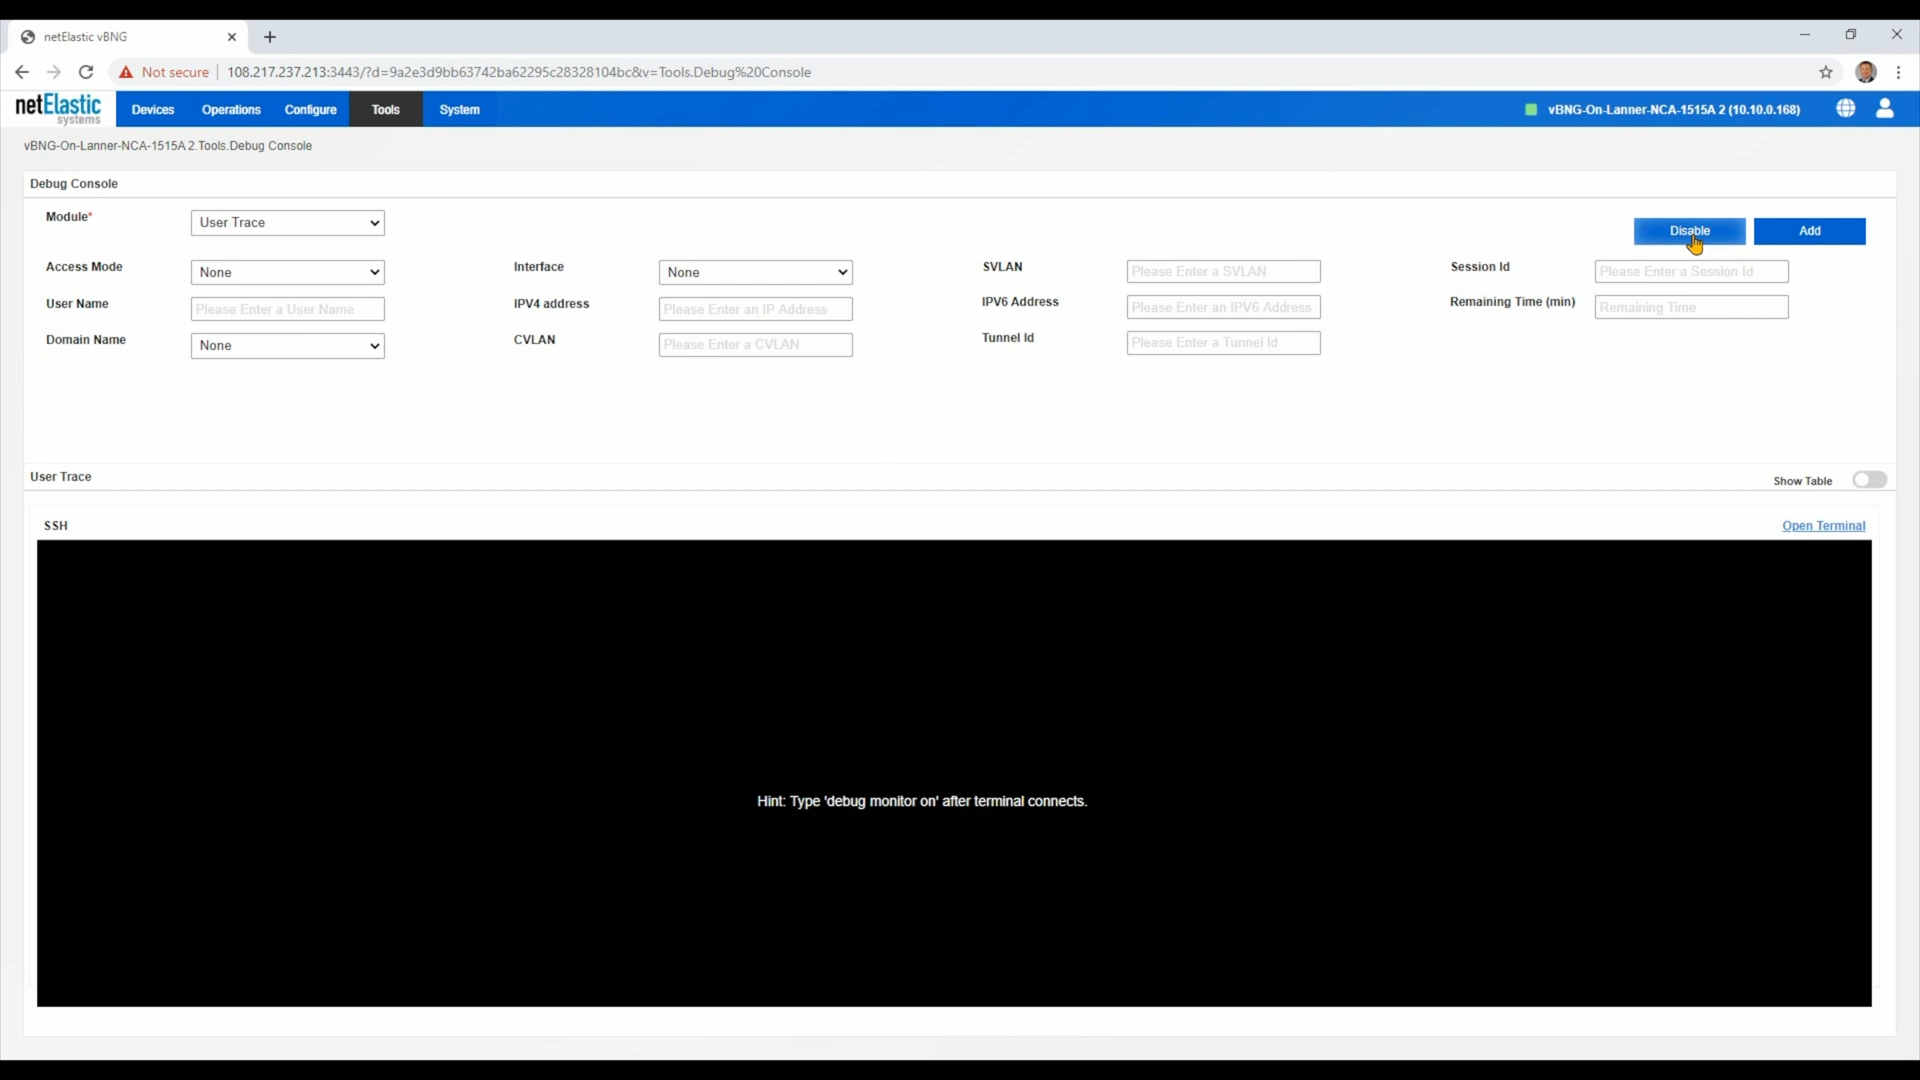 netElastic vBNG
Not secure | 108.217.237.213:3443/?d=9a2e3d9bb63742ba62295c28328104bc&v=Tools.Debug%20Console
netElastic systems
Devices Operations Configure Tools System
vBNG-On-Lanner-NCA-1515A 2 (10.10.0.168)
vBNG-On-Lanner-NCA-1515A 2.Tools.Debug Console
Debug Console
Module* User Trace
Disable Add
Access Mode None Interface None SVLAN Please Enter a SVLAN Session Id Please Enter a Session Id
User Name Please Enter a User Name IPV4 address Please Enter an IP Address IPV6 Address Please Enter an IPV6 Address Remaining Time (min) Remaining Time
Domain Name None CVLAN Please Enter a CVLAN Tunnel Id Please Enter a Tunnel Id
User Trace Show Table
SSH Open Terminal
Hint: Type 'debug monitor on' after terminal connects.